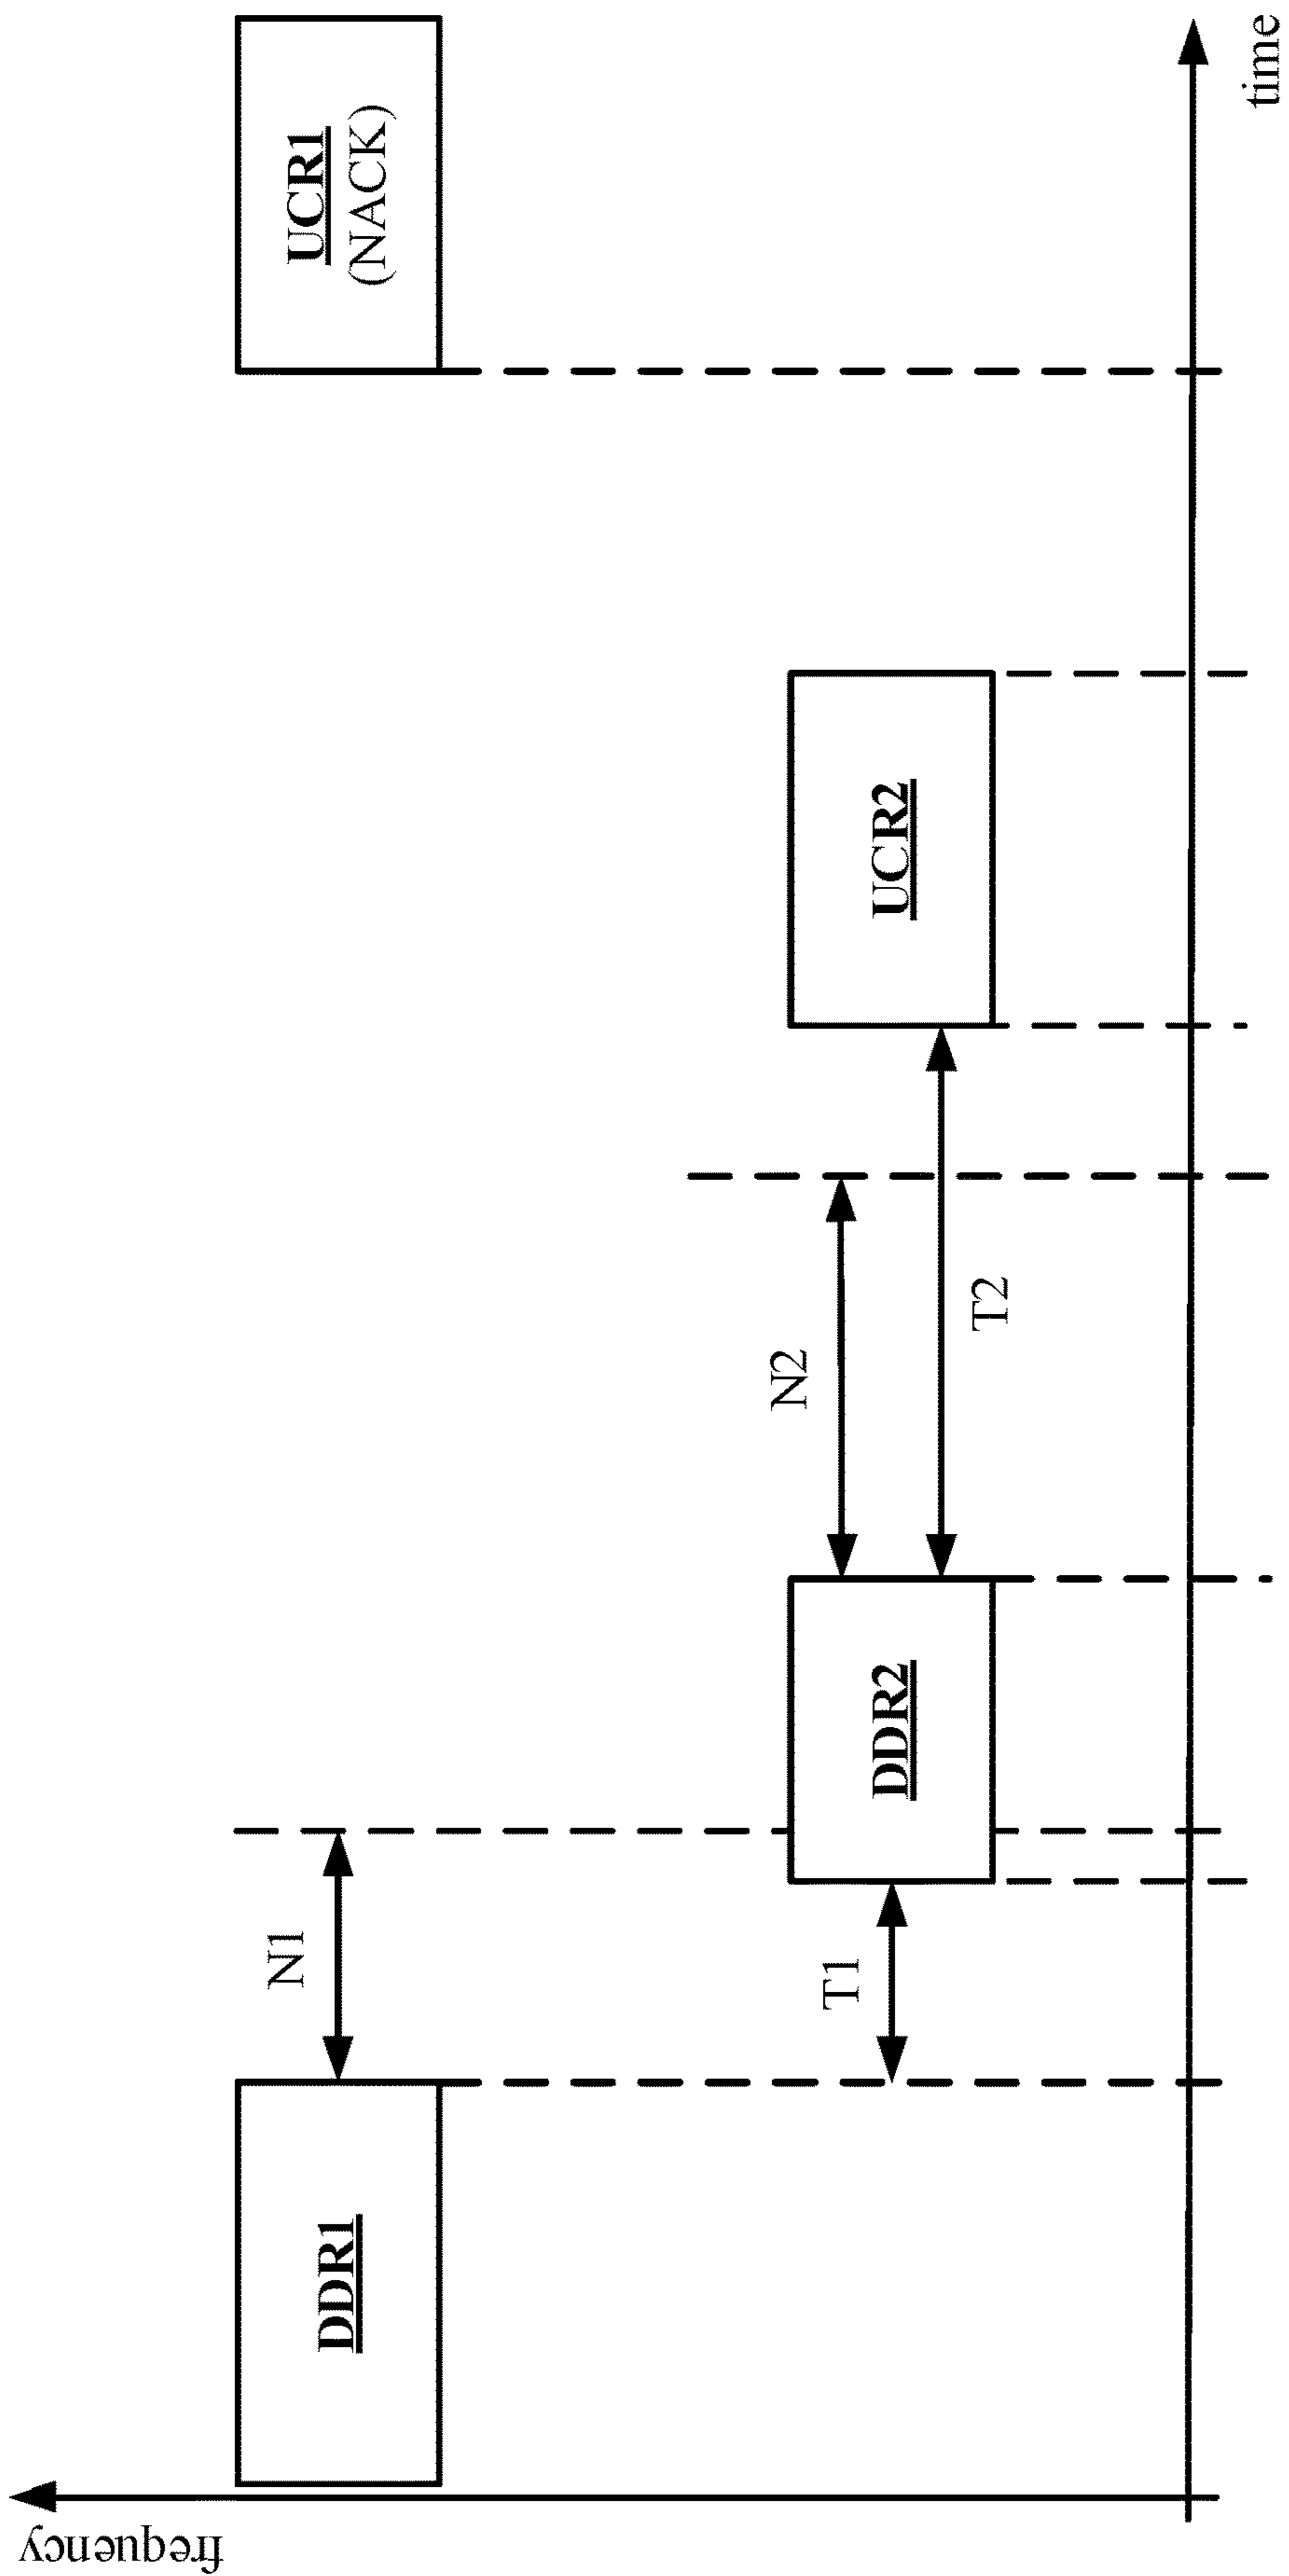 frequency
DDR1
N1
T1
DDR2
N2
T2
UCR2
UCR1
(NACK)
time